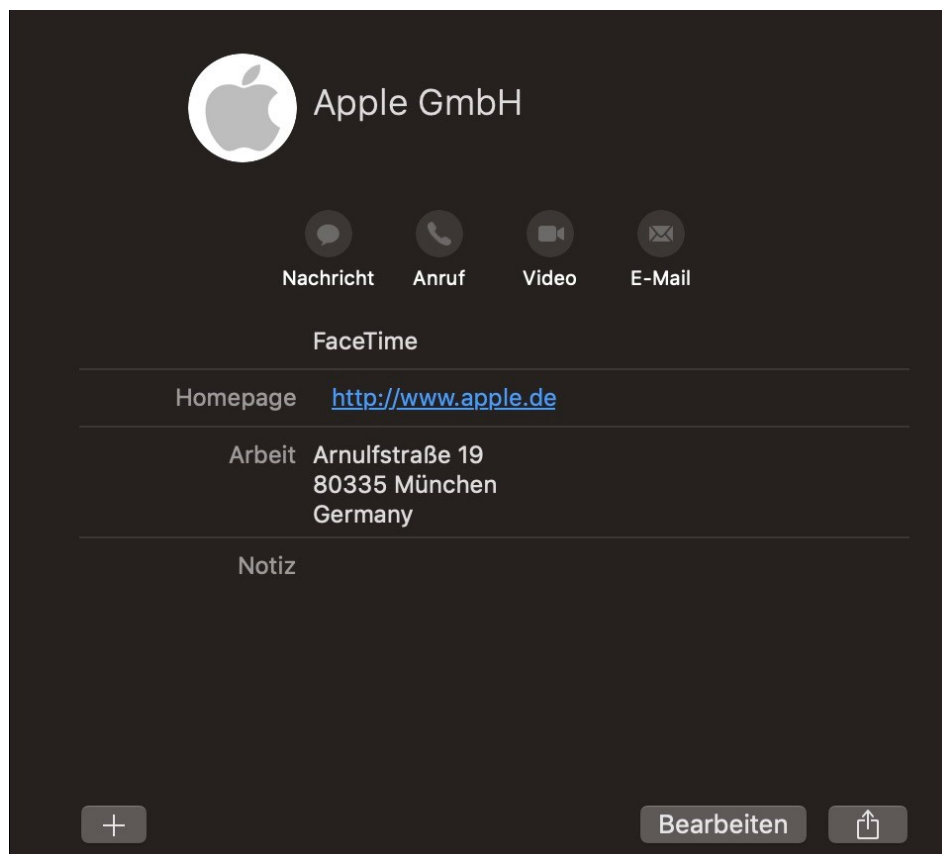 Apple GmbH
Nachricht Anruf Video E-Mail
FaceTime
Homepage http://www.apple.de
Arbeit Arnulfstraße 19
80335 München
Germany
Notiz
Bearbeiten